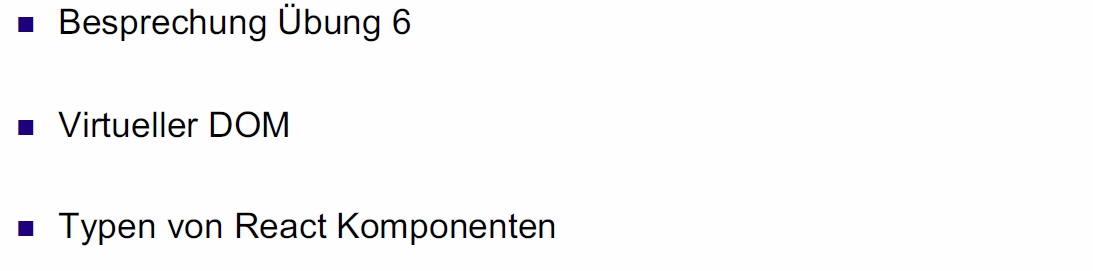 Besprechung Übung 6
Virtueller DOM
Typen von React Komponenten